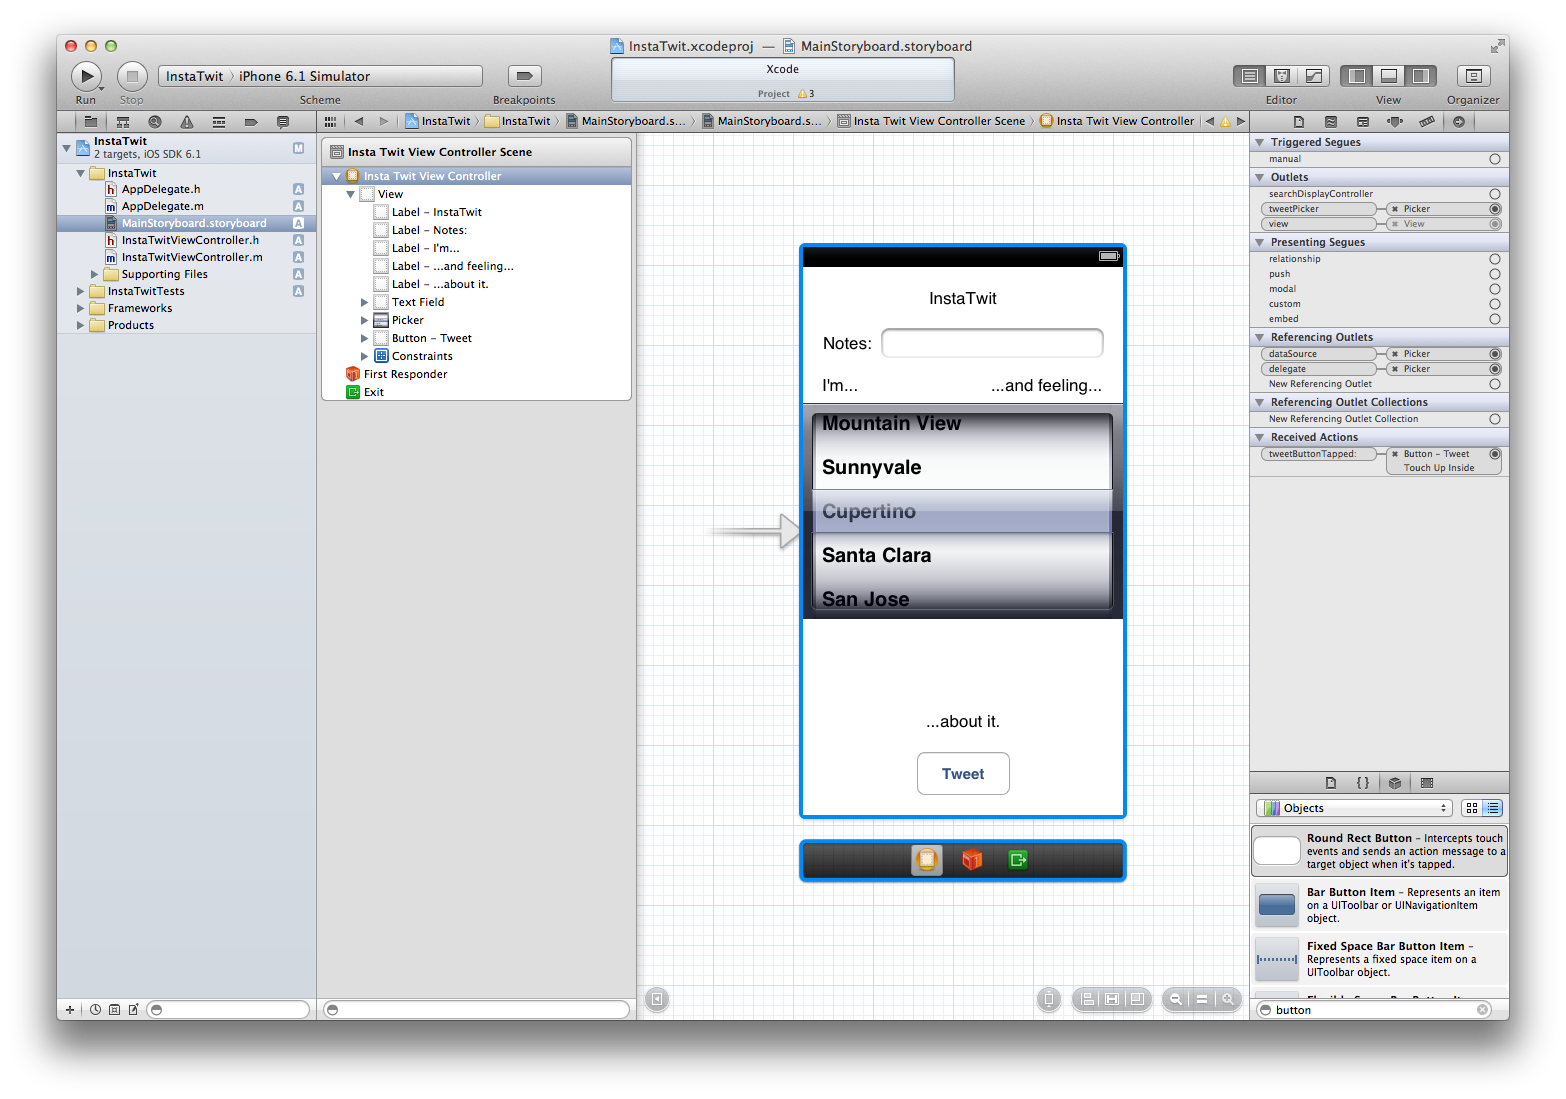 InstaTwit.xcodeproj — MainStoryboard.storyboard
InstaTwit 〉 iPhone 6.1 Simulator
Run
Stop
Scheme
Breakpoints
Xcode
Project 3
Editor
View
Organizer
InstaTwit
2 targets, iOS SDK 6.1
M
InstaTwit
AppDelegate.h A
AppDelegate.m A
MainStoryboard.storyboard A
InstaTwitViewController.h A
InstaTwitViewController.m A
Supporting Files A
InstaTwitTests A
Frameworks
Products
InstaTwit 〉 InstaTwit 〉 MainStoryboard.s... 〉 MainStoryboard.s... 〉 Insta Twit View Controller Scene 〉 Insta Twit View Controller
Insta Twit View Controller Scene
Insta Twit View Controller
View
Label – InstaTwit
Label – Notes:
Label – I'm...
Label – ...and feeling...
Label – ...about it.
Text Field
Picker
Button – Tweet
Constraints
First Responder
Exit
InstaTwit
Notes:
I'm... ...and feeling...
Mountain View
Sunnyvale
Cupertino
Santa Clara
San Jose
...about it.
Tweet
Triggered Segues
manual
Outlets
searchDisplayController
tweetPicker Picker
view View
Presenting Segues
relationship
push
modal
custom
embed
Referencing Outlets
dataSource Picker
delegate Picker
New Referencing Outlet
Referencing Outlet Collections
New Referencing Outlet Collection
Received Actions
tweetButtonTapped: Button – Tweet
Touch Up Inside
{ }
Objects
Round Rect Button – Intercepts touch
events and sends an action message to a
target object when it's tapped.
Bar Button Item – Represents an item
on a UIToolbar or UINavigationItem
object.
Fixed Space Bar Button Item –
Represents a fixed space item on a
UIToolbar object.
button